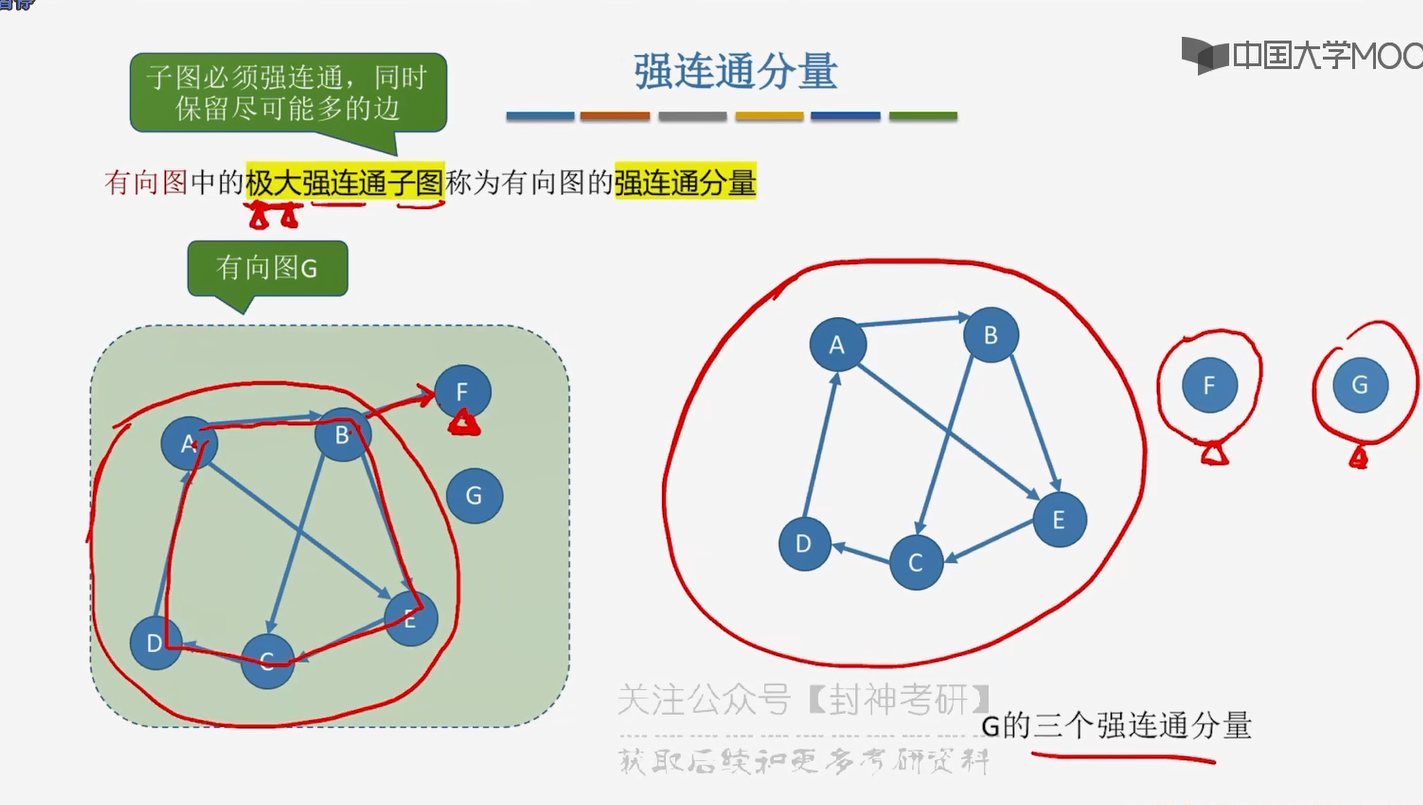 暂停
中国大学MOO
强连通分量
子图必须强连通，同时
保留尽可能多的边
有向图中的极大强连通子图称为有向图的强连通分量
有向图G
A
B
F
G
E
D
C
A
B
F
G
E
D
C
关注公众号【封神考研】
G的三个强连通分量
获取后续和更多考研资料